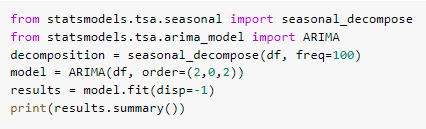 from statsmodels.tsa.seasonal import seasonal_decompose
from statsmodels.tsa.arima_model import ARIMA
decomposition = seasonal_decompose(df, freq=100)
model = ARIMA(df, order=(2,0,2))
results = model.fit(disp=-1)
print(results.summary())